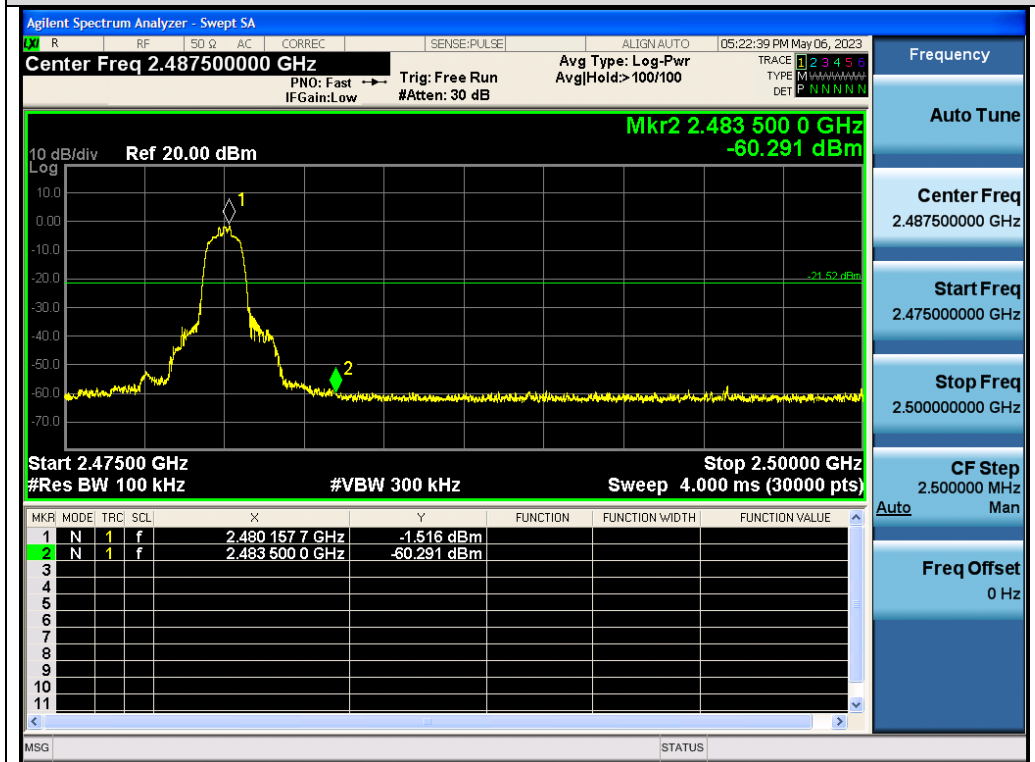 Agilent Spectrum Analyzer - Swept SA
LXI R RF 50 Ω AC CORREC SENSE:PULSE ALIGN AUTO 05:22:39 PM May 06, 2023
Center Freq 2.487500000 GHz
PNO: Fast
IFGain:Low
Trig: Free Run
#Atten: 30 dB
Avg Type: Log-Pwr
Avg|Hold:>100/100
TRACE 1 2 3 4 5 6
TYPE M
DET P N N N N N
Mkr2 2.483 500 0 GHz
-60.291 dBm
10 dB/div Ref 20.00 dBm
Log
10.0
0.00
-10.0
-20.0
-30.0
-40.0
-50.0
-60.0
-70.0
1
-21.52 dBm
2
Start 2.47500 GHz Stop 2.50000 GHz
#Res BW 100 kHz #VBW 300 kHz Sweep 4.000 ms (30000 pts)
MKR MODE TRC SCL X Y FUNCTION FUNCTION WIDTH FUNCTION VALUE
1 N 1 f 2.480 157 7 GHz -1.516 dBm
2 N 1 f 2.483 500 0 GHz -60.291 dBm
3
4
5
6
7
8
9
10
11
MSG STATUS
Frequency
Auto Tune
Center Freq
2.487500000 GHz
Start Freq
2.475000000 GHz
Stop Freq
2.500000000 GHz
CF Step
2.500000 MHz
Auto Man
Freq Offset
0 Hz